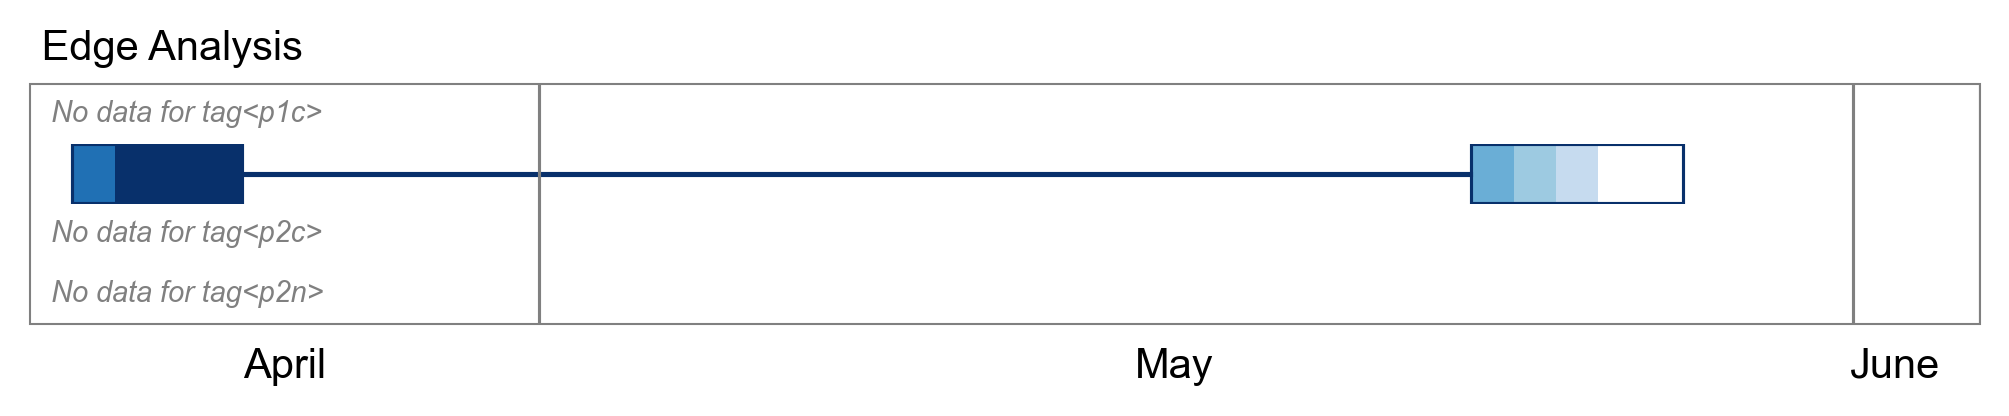 Edge Analysis
No data for tag<p1c>
No data for tag<p2c>
No data for tag<p2n>
April
May
June